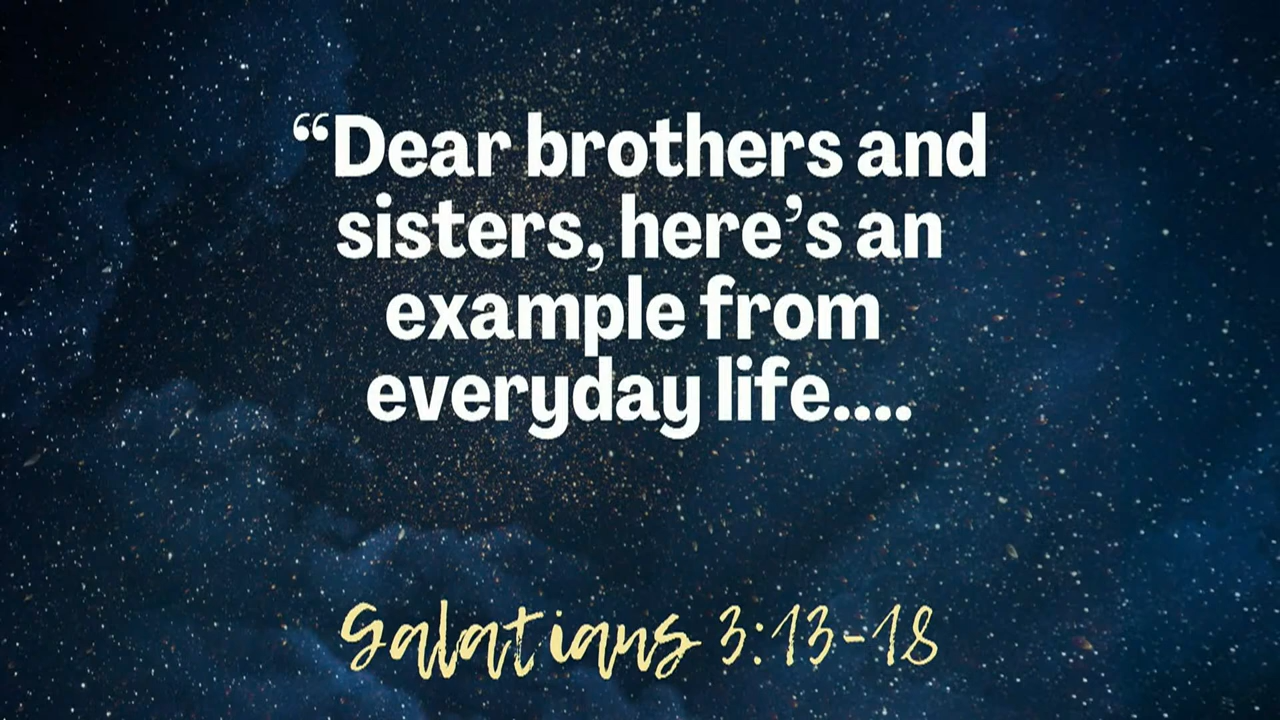 “Dear brothers and
sisters, here’s an
example from
everyday life....
Galatians 3:13-18